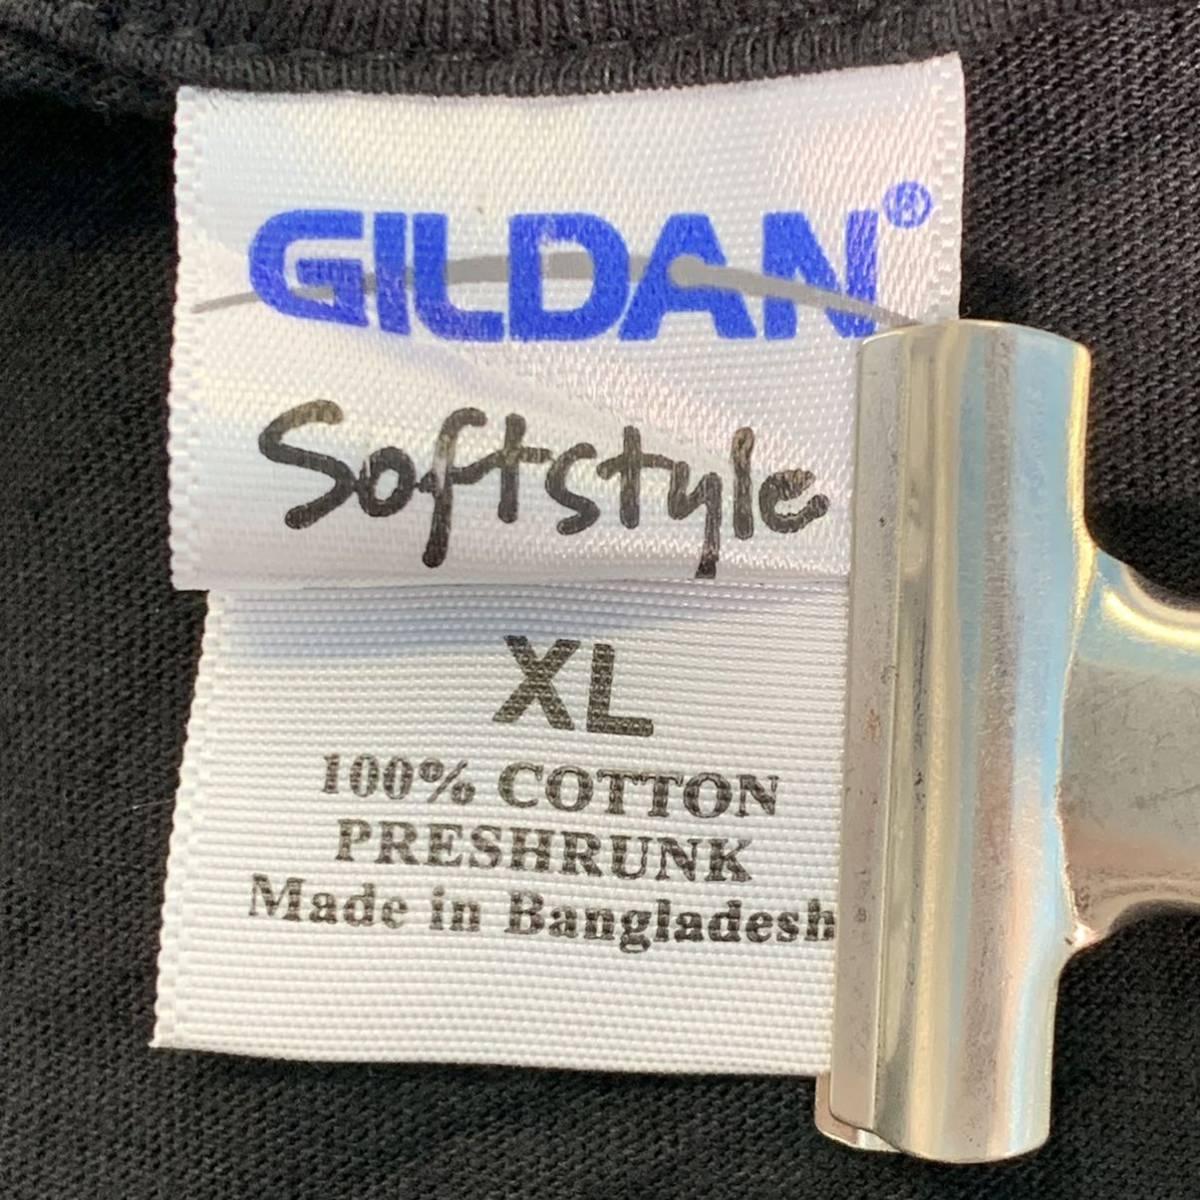 GILDAN®
Softstyle
XL
100% COTTON
PRESHRUNK
Made in Bangladesh